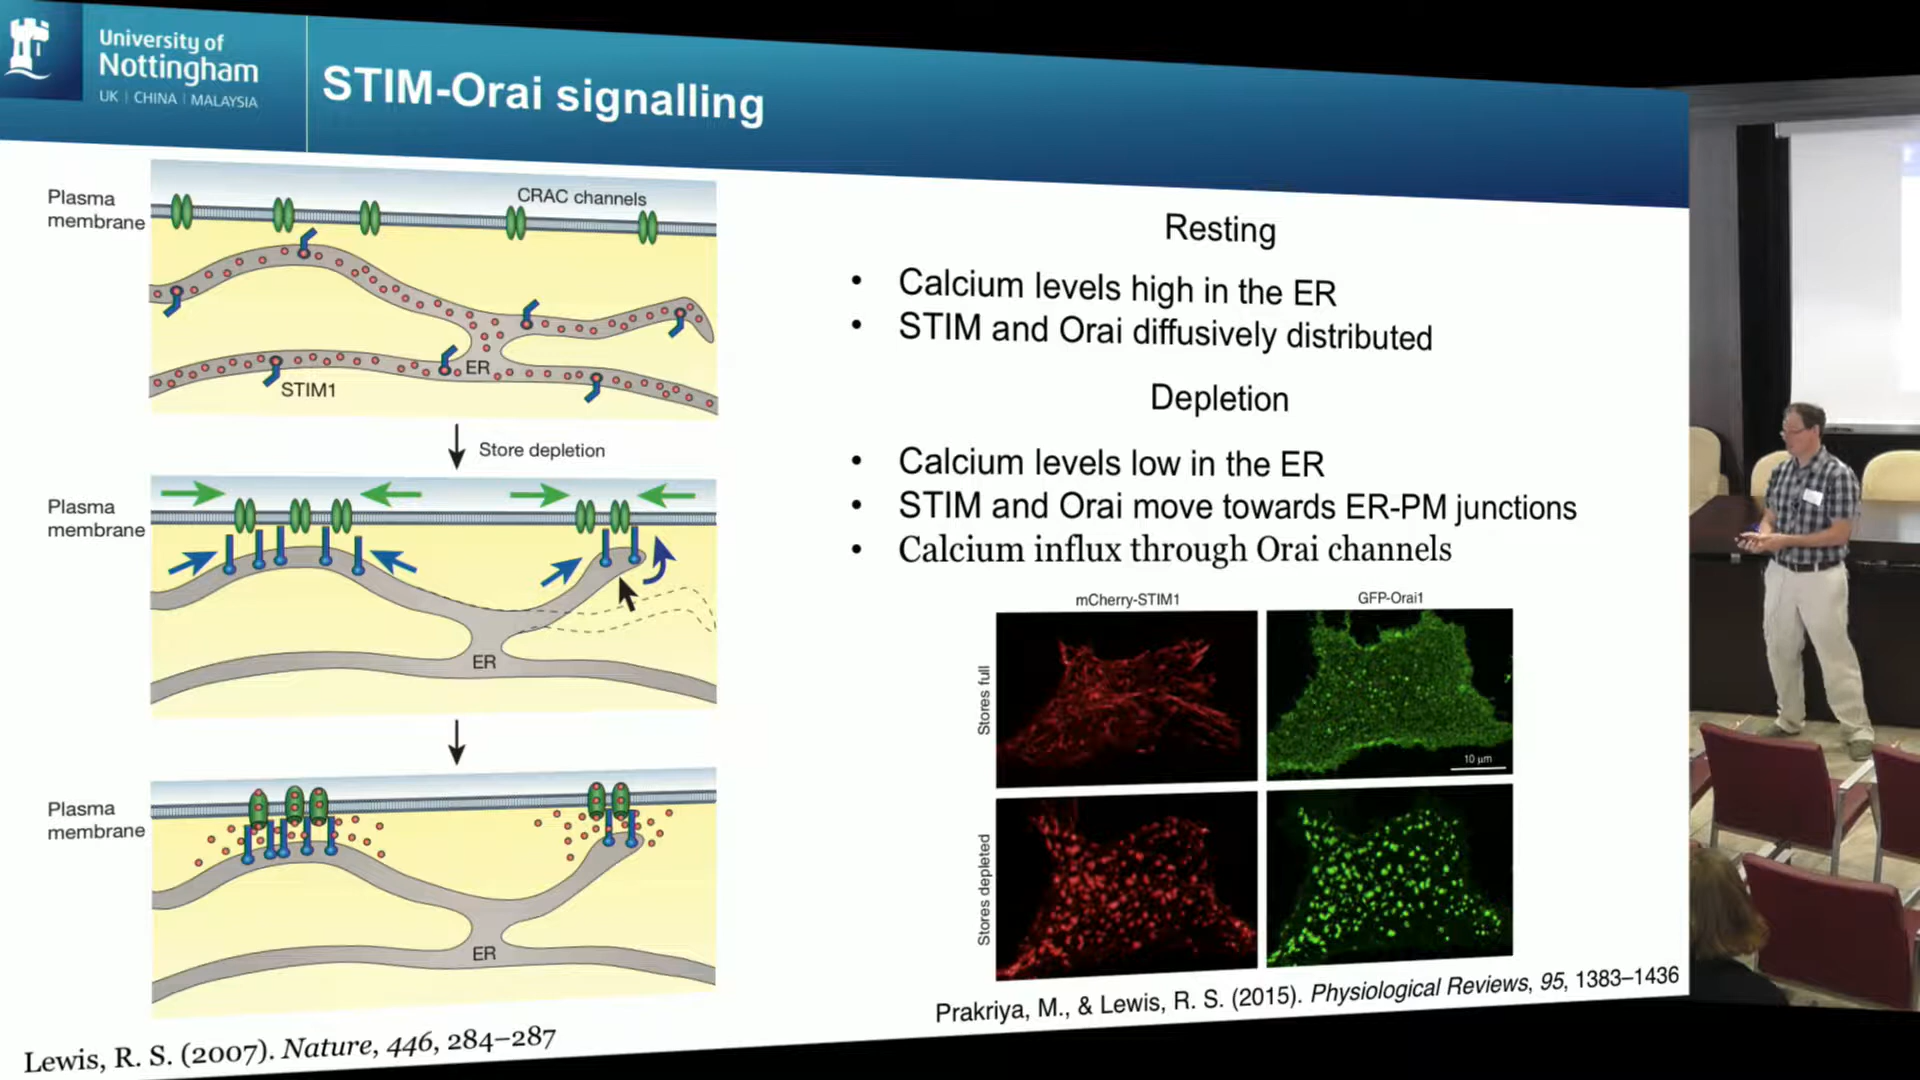 University of
Nottingham
UK | CHINA | MALAYSIA
STIM-Orai signalling
Plasma
membrane
CRAC channels
ER
STIM1
Store depletion
Plasma
membrane
ER
Plasma
membrane
ER
Lewis, R. S. (2007). Nature, 446, 284–287
Resting
• Calcium levels high in the ER
• STIM and Orai diffusively distributed
Depletion
• Calcium levels low in the ER
• STIM and Orai move towards ER-PM junctions
• Calcium influx through Orai channels
mCherry-STIM1
GFP-Orai1
Stores full
10 µm
Stores depleted
Prakriya, M., & Lewis, R. S. (2015). Physiological Reviews, 95, 1383–1436